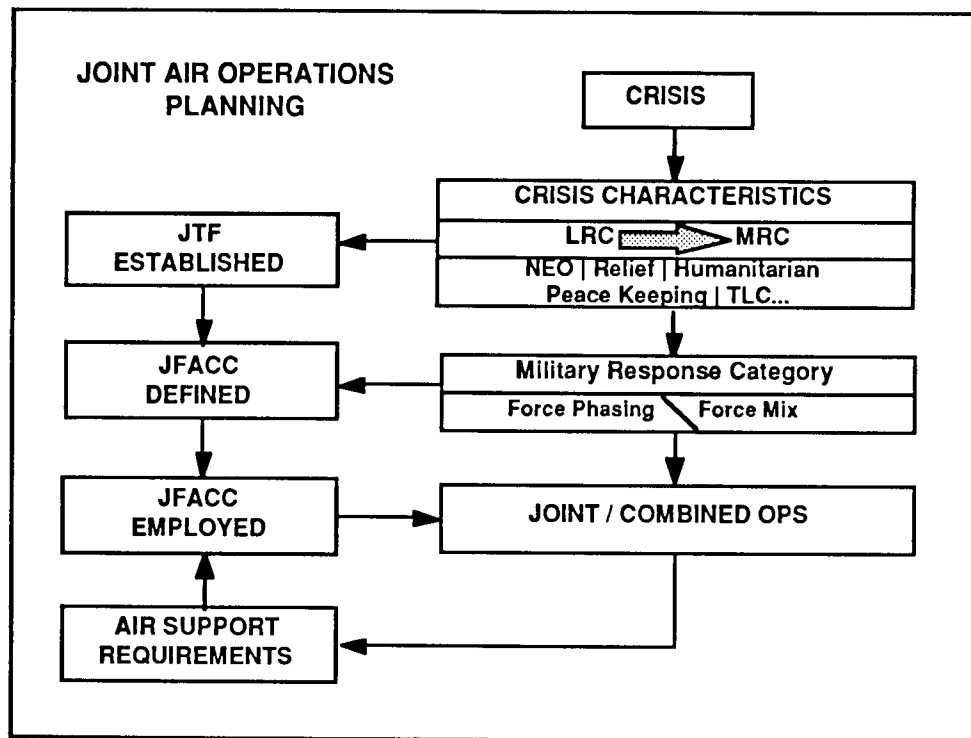 JOINT AIR OPERATIONS
PLANNING
CRISIS
CRISIS CHARACTERISTICS
LRC MRC
NEO | Relief | Humanitarian
Peace Keeping | TLC...
JTF
ESTABLISHED
JFACC
DEFINED
Military Response Category
Force Phasing Force Mix
JFACC
EMPLOYED
JOINT / COMBINED OPS
AIR SUPPORT
REQUIREMENTS